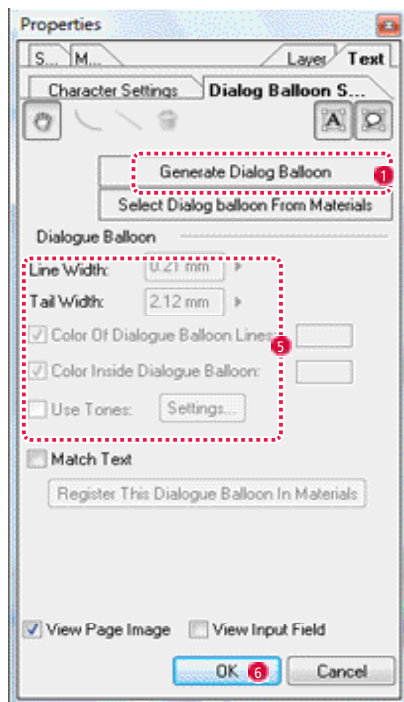 Properties
S... M... Layer Text
Character Settings Dialog Balloon S...
A
Generate Dialog Balloon 1
Select Dialog balloon From Materials
Dialogue Balloon
Line Width: 0.21 mm
Tail Width: 2.12 mm
Color Of Dialogue Balloon Lines: 5
Color Inside Dialogue Balloon:
Use Tones: Settings...
Match Text
Register This Dialogue Balloon In Materials
View Page Image View Input Field
OK 6 Cancel